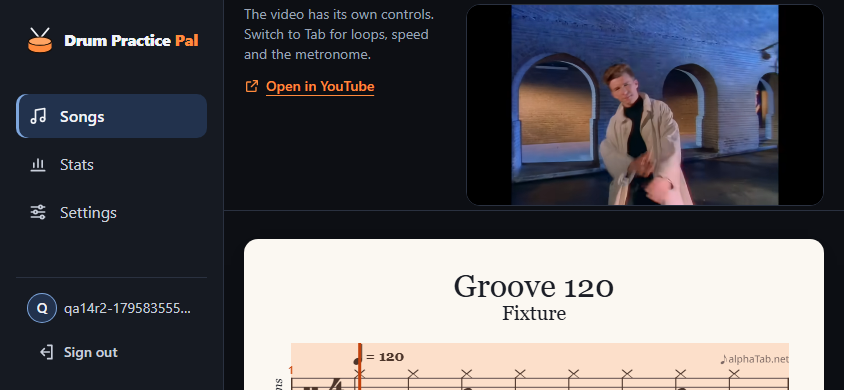 Drum Practice Pal
Songs
Stats
Settings
Q qa14r2-179583555...
Sign out
The video has its own controls.
Switch to Tab for loops, speed
and the metronome.
Open in YouTube
Groove 120
Fixture
= 120
alphaTab.net
1